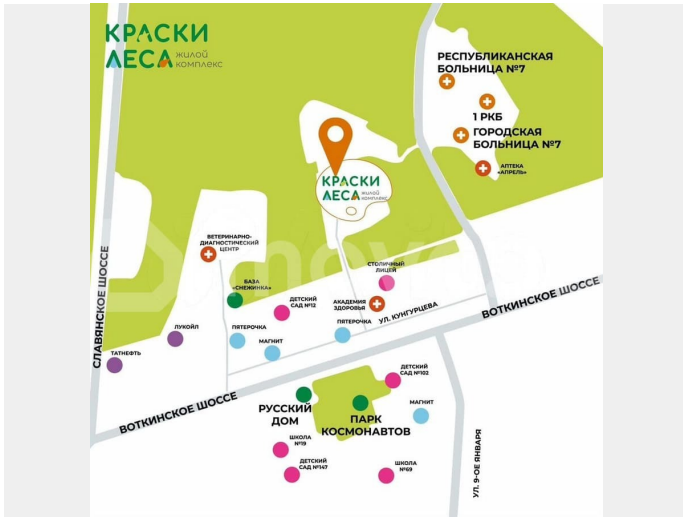 КРАСКИ
ЛЕСА жилой
комплекс
РЕСПУБЛИКАНСКАЯ
БОЛЬНИЦА №7
1 РКБ
ГОРОДСКАЯ
БОЛЬНИЦА №7
АПТЕКА
«АПРЕЛЬ»
КРАСКИ
ЛЕСА жилой
комплекс
ВЕТЕРИНАРНО-
ДИАГНОСТИЧЕСКИЙ
ЦЕНТР
СТОЛИЧНЫЙ
ЛИЦЕЙ
БАЗА
«СНЕЖИНКА»
ДЕТСКИЙ
САД №12
АКАДЕМИЯ
ЗДОРОВЬЯ
УЛ. КУНГУРЦЕВА
ВОТКИНСКОЕ ШОССЕ
СЛАВЯНСКОЕ ШОССЕ
ЛУКОЙЛ
ПЯТЕРОЧКА
ПЯТЕРОЧКА
МАГНИТ
ТАТНЕФТЬ
ДЕТСКИЙ
САД №102
ВОТКИНСКОЕ ШОССЕ
РУССКИЙ
ДОМ
ПАРК
КОСМОНАВТОВ
МАГНИТ
ШКОЛА
№19
ДЕТСКИЙ
САД №147
ШКОЛА
№69
УЛ. 9-ОЕ ЯНВАРЯ